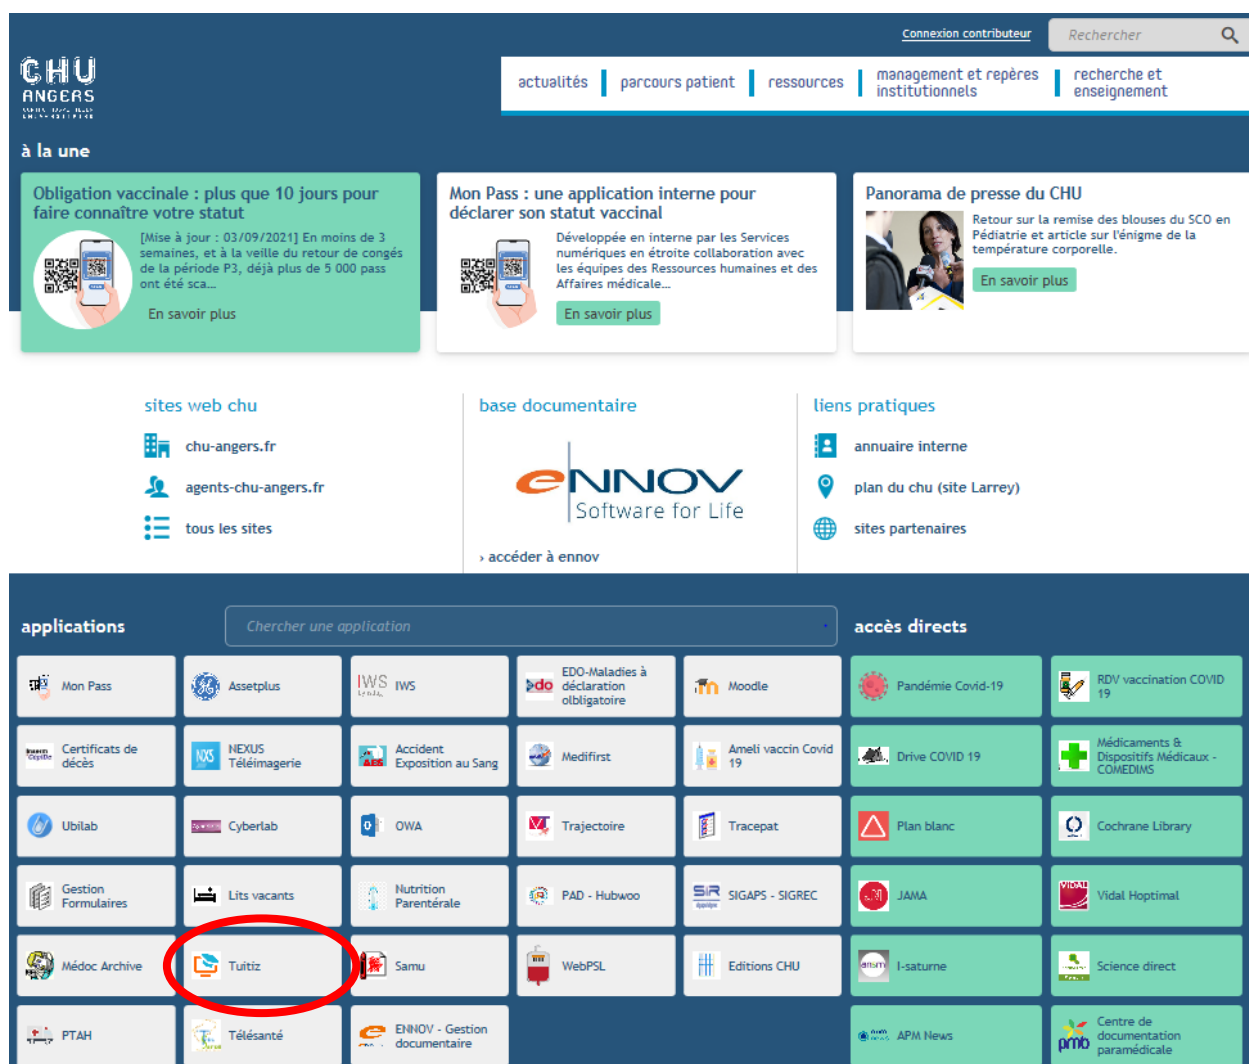 Connexion contributeur
Rechercher
CHU
ANGERS
actualités
parcours patient
ressources
management et repères
institutionnels
recherche et
enseignement
à la une
Obligation vaccinale : plus que 10 jours pour
faire connaître votre statut
[Mise à jour : 03/09/2021] En moins de 3
semaines, et à la veille du retour de congés
de la période P3, déjà plus de 5 000 pass
ont été sca...
En savoir plus
Mon Pass : une application interne pour
déclarer son statut vaccinal
Développée en interne par les Services
numériques en étroite collaboration avec
les équipes des Ressources humaines et des
Affaires médicale...
En savoir plus
Panorama de presse du CHU
Retour sur la remise des blouses du SCO en
Pédiatrie et article sur l'énigme de la
température corporelle.
En savoir plus
sites web chu
chu-angers.fr
agents-chu-angers.fr
tous les sites
base documentaire
eNNOV
Software for Life
› accéder à ennov
liens pratiques
annuaire interne
plan du chu (site Larrey)
sites partenaires
applications
Chercher une application
accès directs
Mon Pass
Assetplus
IWS
IWS
do
EDO-Maladies à
déclaration
olbligatoire
Moodle
Pandémie Covid-19
RDV vaccination COVID
19
Certificats de
décès
NXS
NEXUS
Téléimagerie
AES
Accident
Exposition au Sang
Medifirst
Ameli vaccin Covid
19
Drive COVID 19
Médicaments &
Dispositifs Médicaux -
COMEDIMS
Ubilab
Cyberlab
OWA
Trajectoire
Tracepat
Plan blanc
Cochrane Library
Gestion
Formulaires
Lits vacants
Nutrition
Parentérale
PAD - Hubwoo
SIGAPS - SIGREC
JAMA
VIDAL
Vidal Hoptimal
Médoc Archive
Tuitiz
Samu
WebPSL
Editions CHU
ansm
I-saturne
Science direct
PTAH
Télésanté
ENNOV - Gestion
documentaire
APM News
pmb
Centre de
documentation
paramédicale